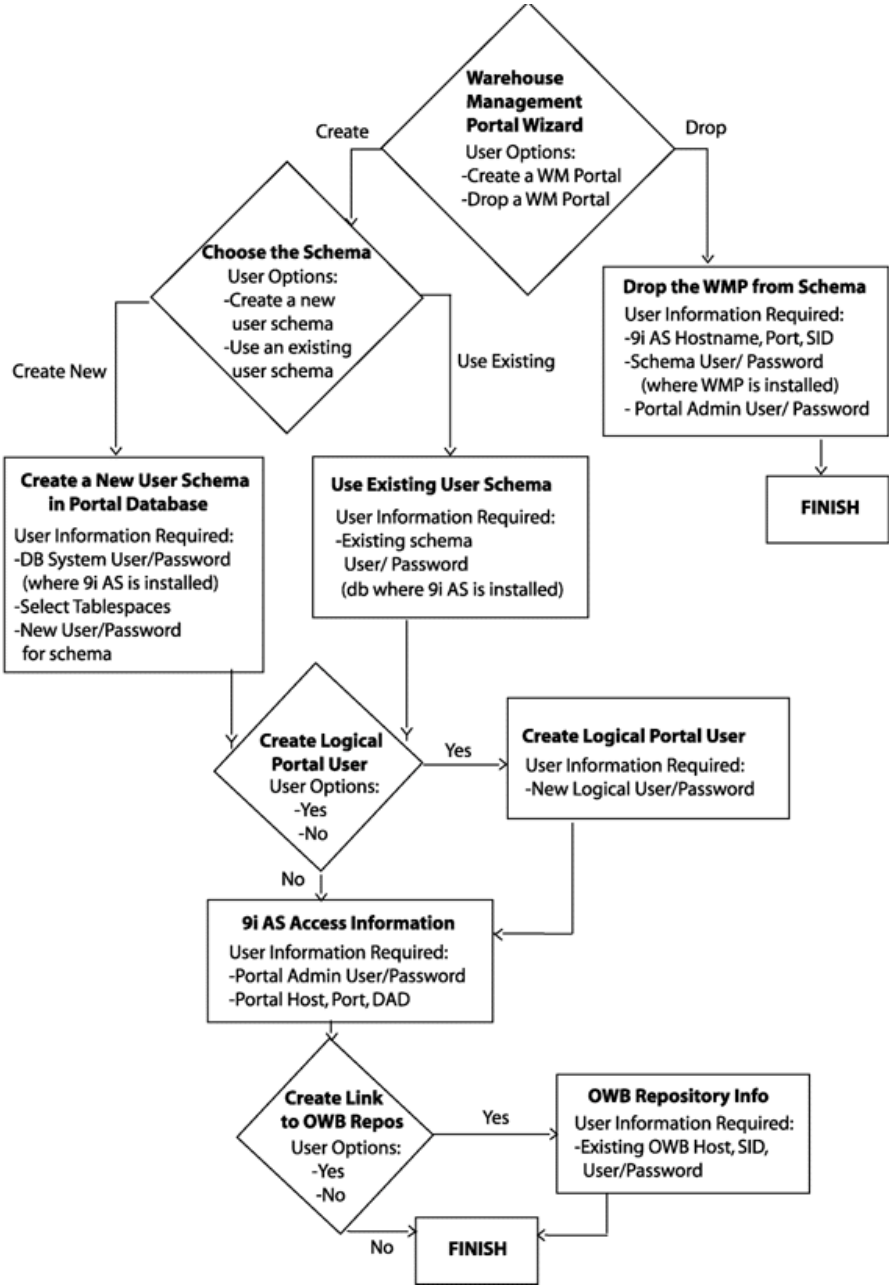 Warehouse
Management
Portal Wizard
User Options:
-Create a WM Portal
-Drop a WM Portal
Create
Drop
Choose the Schema
User Options:
-Create a new
user schema
-Use an existing
user schema
Create New
Use Existing
Drop the WMP from Schema
User Information Required:
-9i AS Hostname, Port, SID
-Schema User/ Password
(where WMP is installed)
- Portal Admin User/ Password
FINISH
Create a New User Schema
in Portal Database
User Information Required:
-DB System User/Password
(where 9i AS is installed)
-Select Tablespaces
-New User/Password
for schema
Use Existing User Schema
User Information Required:
-Existing schema
User/ Password
(db where 9i AS is installed)
Create Logical
Portal User
User Options:
-Yes
-No
Yes
No
Create Logical Portal User
User Information Required:
-New Logical User/Password
9i AS Access Information
User Information Required:
-Portal Admin User/Password
-Portal Host, Port, DAD
Create Link
to OWB Repos
User Options:
-Yes
-No
Yes
No
OWB Repository Info
User Information Required:
-Existing OWB Host, SID,
User/Password
FINISH